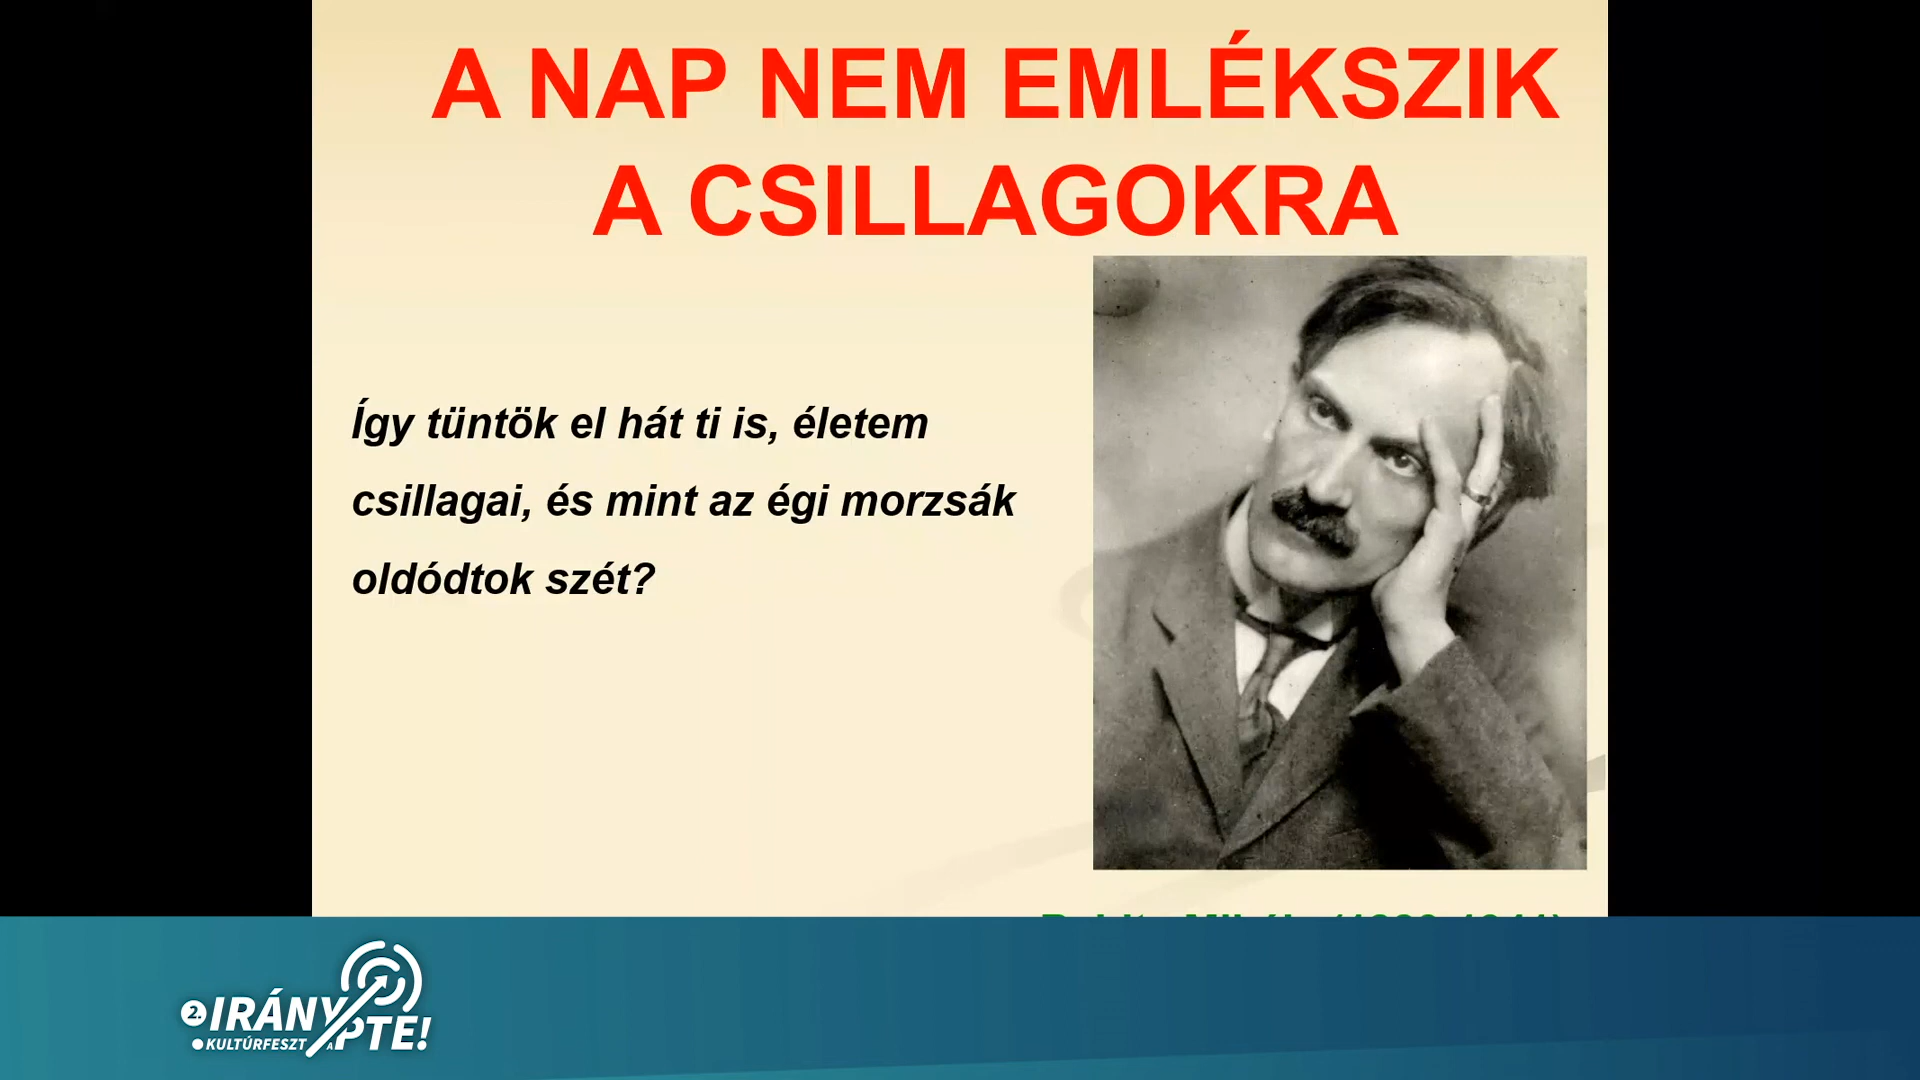 A NAP NEM EMLÉKSZIK
A CSILLAGOKRA
Így tüntök el hát ti is, életem
csillagai, és mint az égi morzsák
oldódtok szét?
2. IRÁNY
KULTÚRFESZT A PTE!